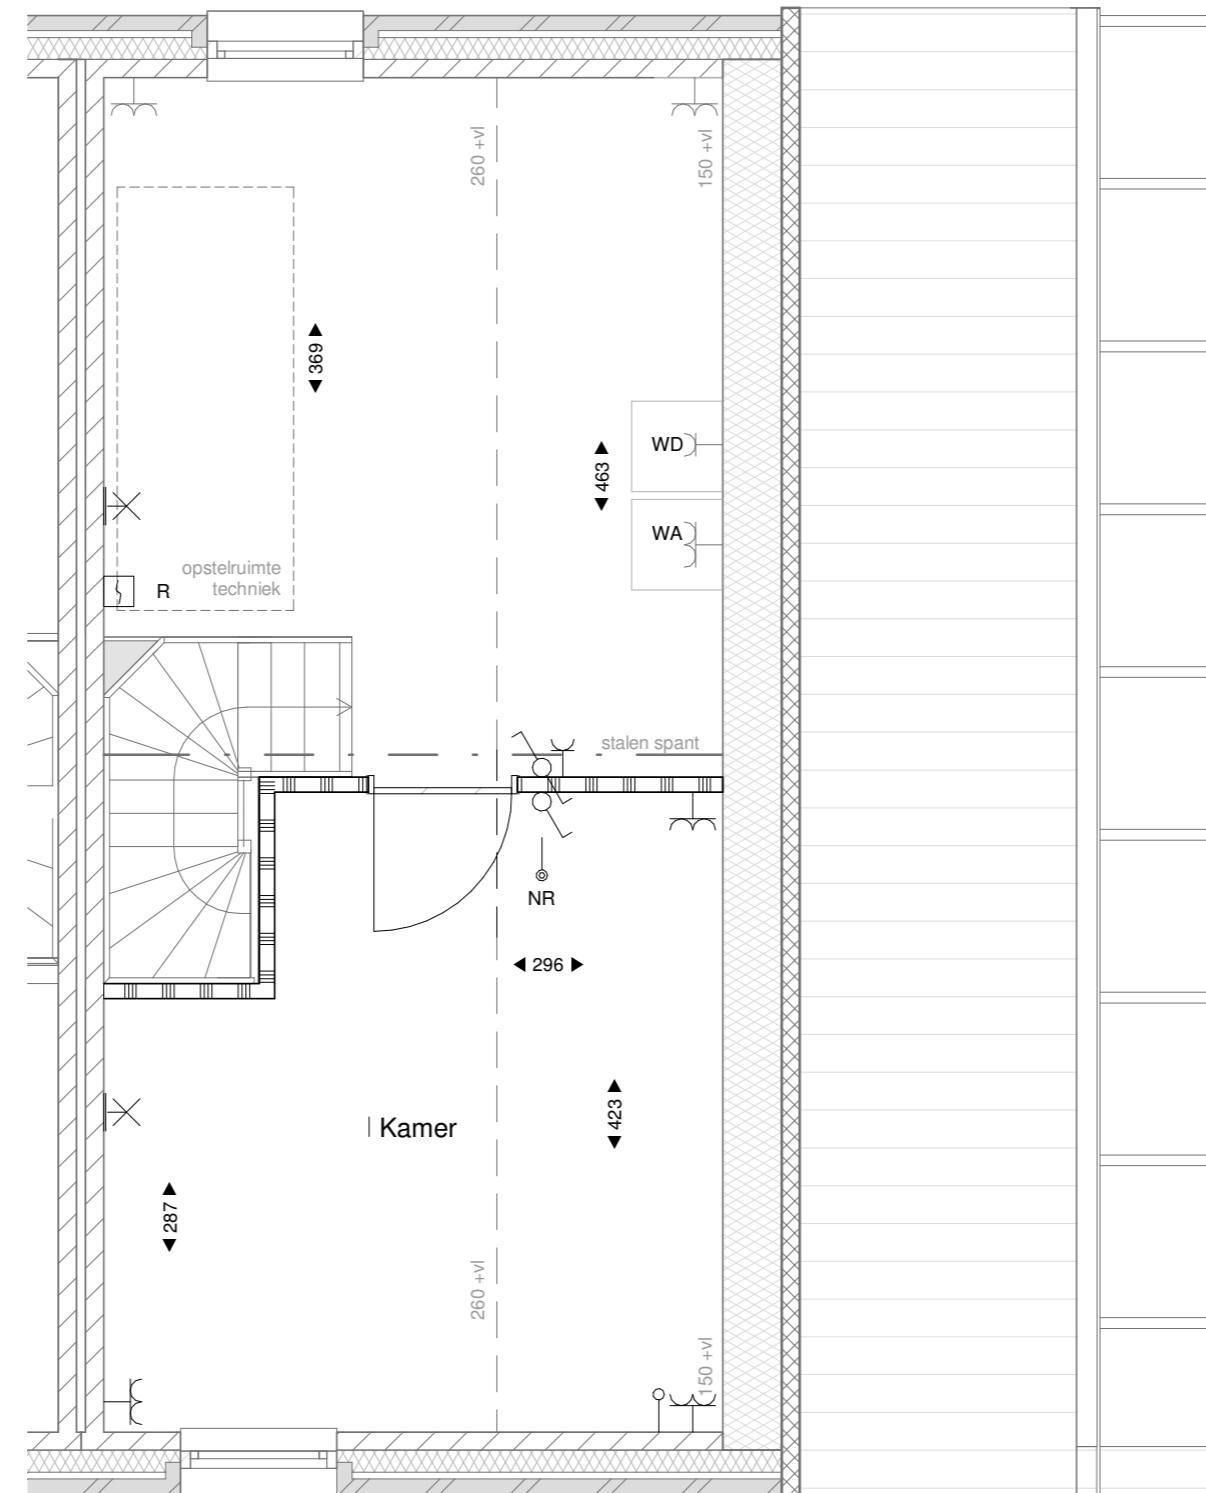 260 +vl
150 +vl
369
WD
463
WA
opstelruimte
techniek
R
stalen spant
NR
296
Kamer
423
287
260 +vl
150 +vl